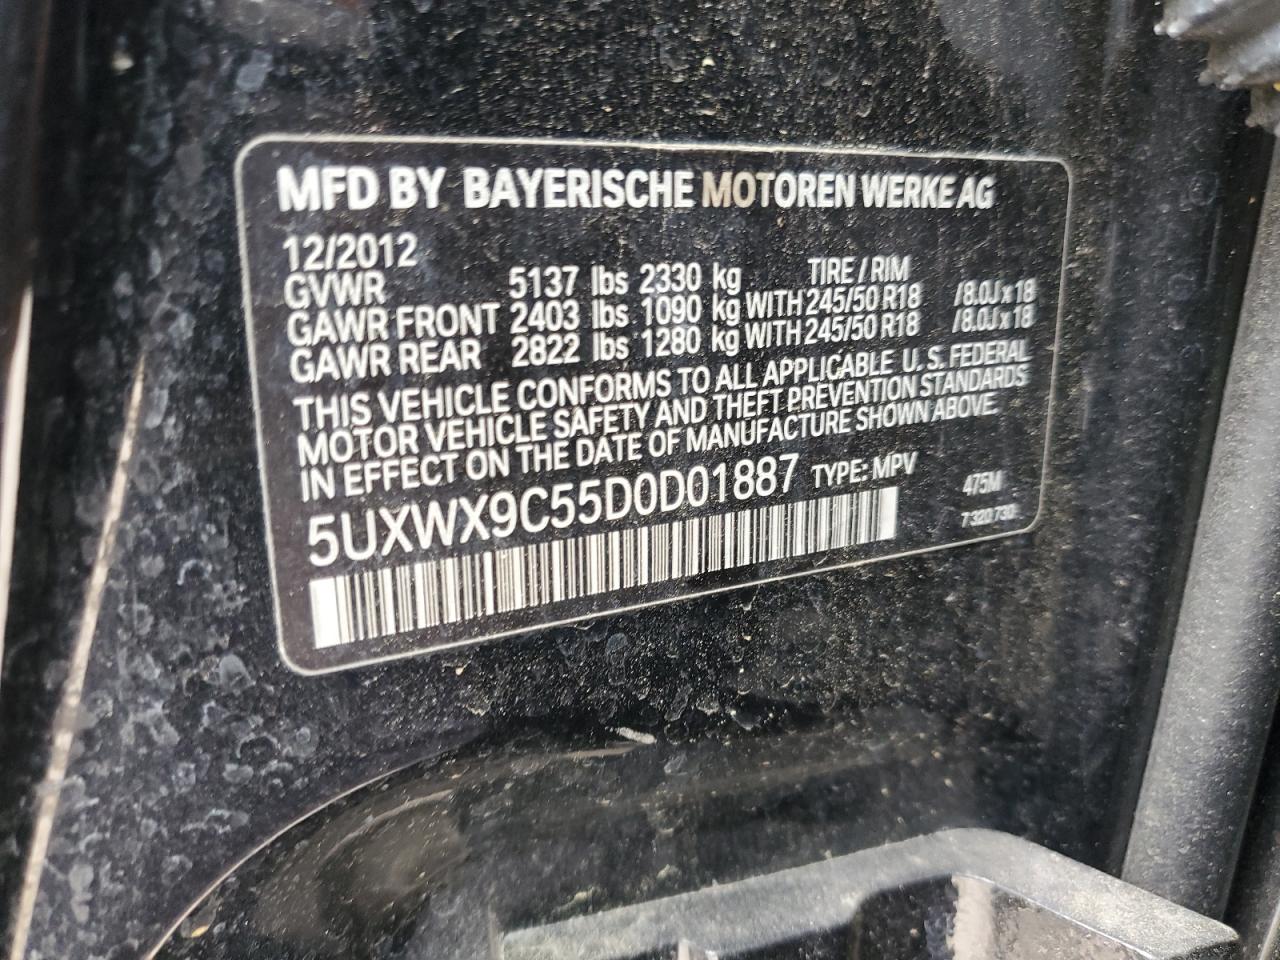 MFD BY BAYERISCHE MOTOREN WERKE AG
12/2012 TIRE / RIM
GVWR 5137 lbs 2330 kg
GAWR FRONT 2403 lbs 1090 kg WITH 245/50 R18 / 8.0J x 18
GAWR REAR 2822 lbs 1280 kg WITH 245/50 R18 / 8.0J x 18
THIS VEHICLE CONFORMS TO ALL APPLICABLE U. S. FEDERAL
MOTOR VEHICLE SAFETY AND THEFT PREVENTION STANDARDS
IN EFFECT ON THE DATE OF MANUFACTURE SHOWN ABOVE.
5UXWX9C55D0D01887 TYPE: MPV 475M
7 320 730